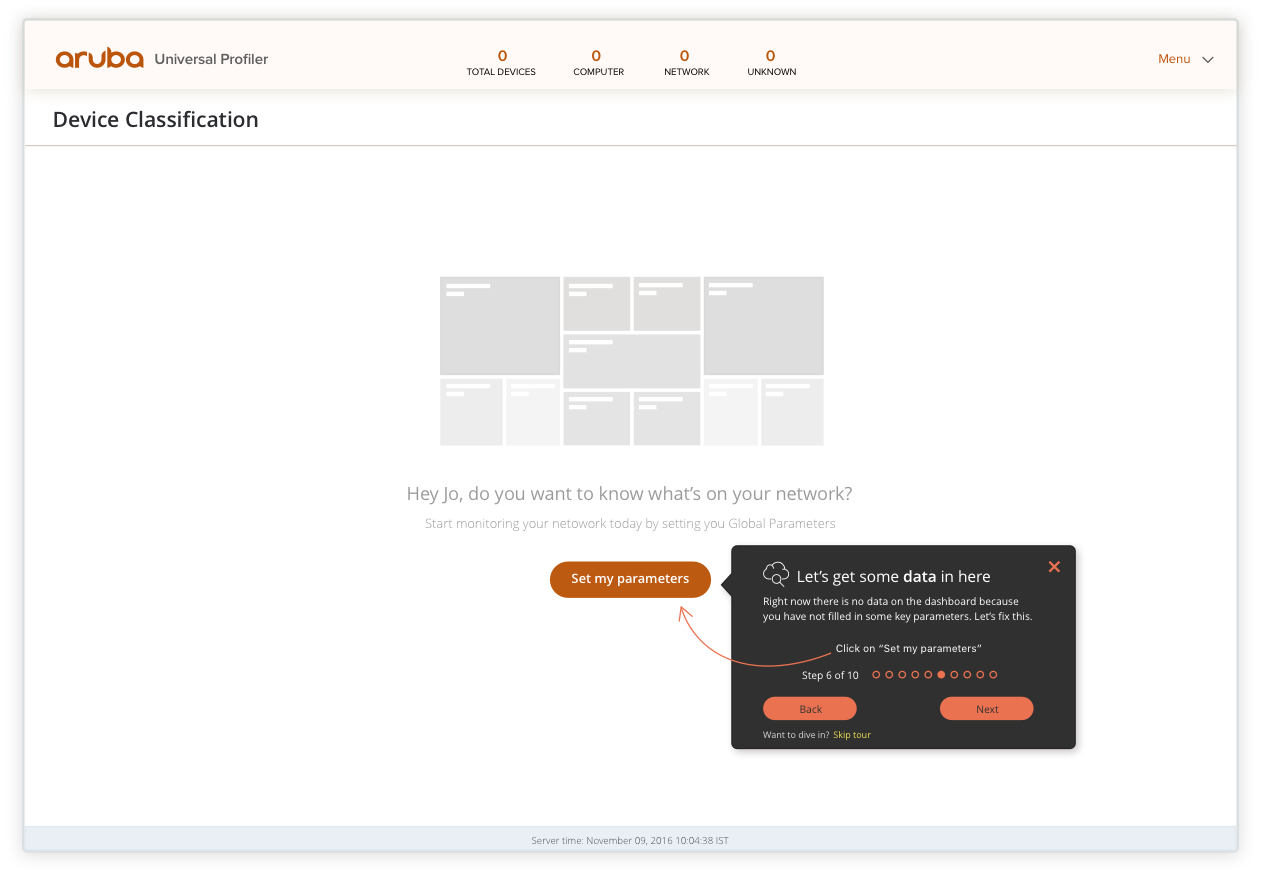 aruba Universal Profiler
0 0 0 0
TOTAL DEVICES COMPUTER NETWORK UNKNOWN
Menu
Device Classification
Hey Jo, do you want to know what's on your network?
Start monitoring your netowork today by setting you Global Parameters
Set my parameters
Let's get some data in here
Right now there is no data on the dashboard because
you have not filled in some key parameters. Let's fix this.
Click on "Set my parameters"
Step 6 of 10
Back Next
Want to dive in? Skip tour
Server time: November 09, 2016 10:04:38 IST